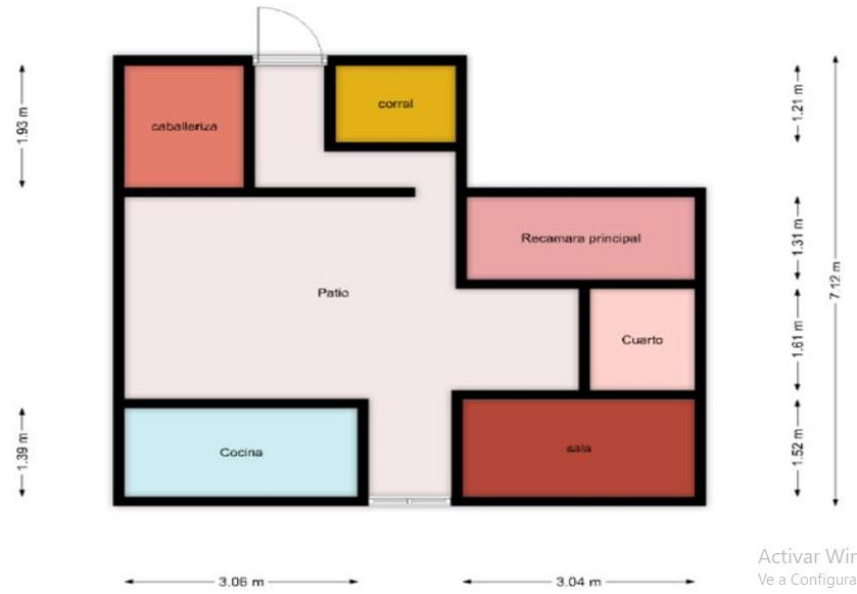 corral
caballeriza
1.93 m
1.21 m
Recamara principal
1.31 m
7.12 m
Patio
Cuarto
1.61 m
Cocina
sala
1.39 m
1.52 m
3.06 m
3.04 m
Activar Win
Ve a Configura